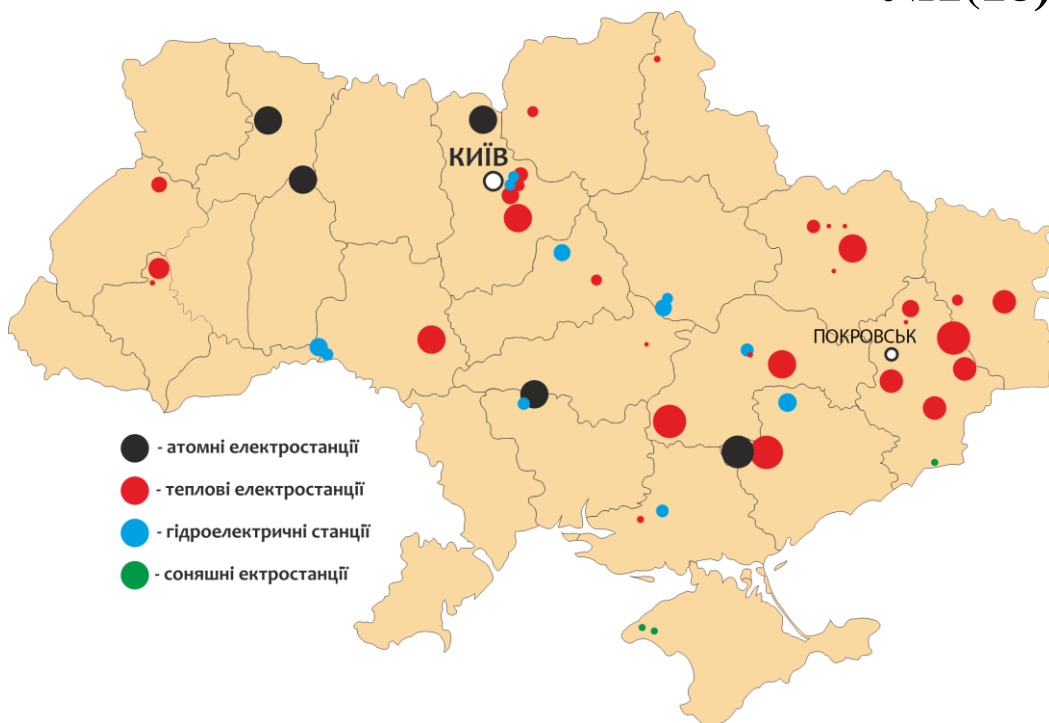 КИЇВ
ПОКРОВСЬК
- атомні електростанції
- теплові електростанції
- гідроелектричні станції
- соняшні ектростанції